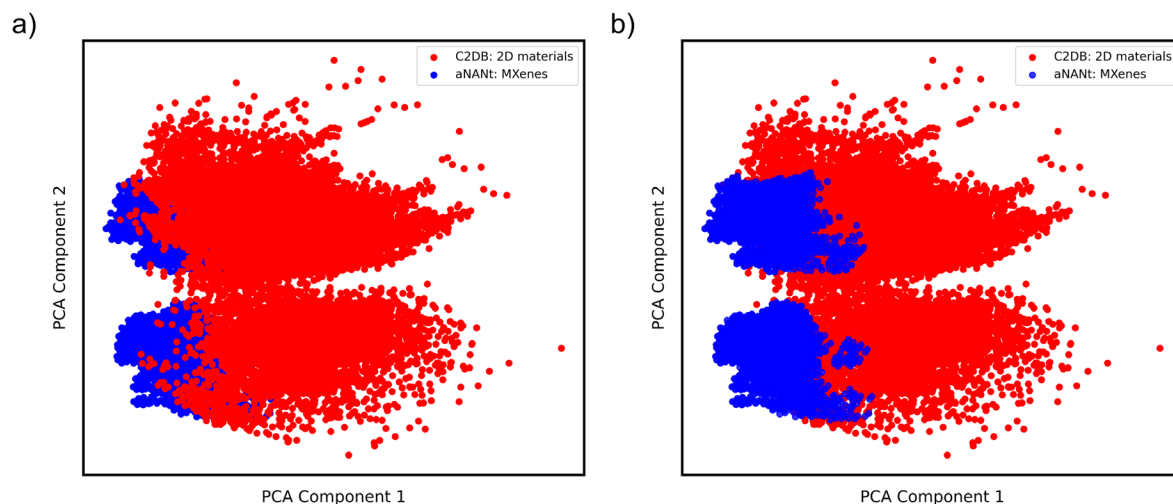 a)
C2DB: 2D materials
aNANt: MXenes
PCA Component 2
PCA Component 1
b)
C2DB: 2D materials
aNANt: MXenes
PCA Component 2
PCA Component 1